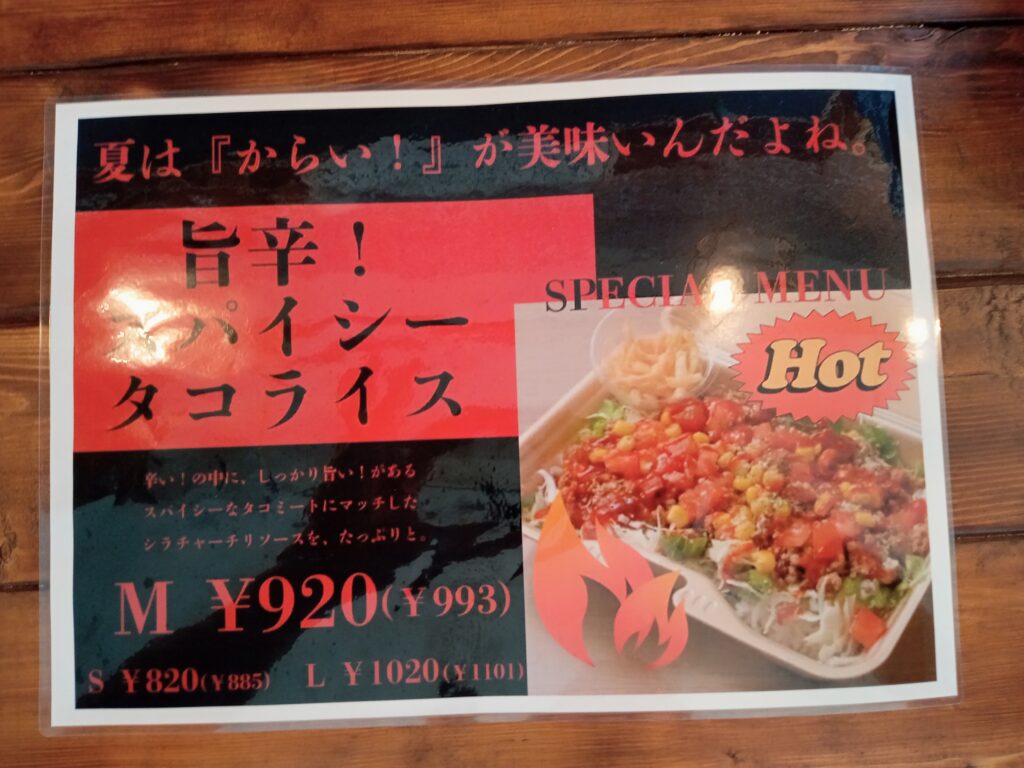 夏は『からい！』が美味いんだよね。
旨辛！
スパイシー
タコライス
SPECIAL MENU
Hot
辛い！の中に、しっかり旨い！がある
スパイシーなタコミートにマッチした
シラチャーチリソースを、たっぷりと。
M ¥920(¥993)
S ¥820(¥885) L ¥1020(¥1101)